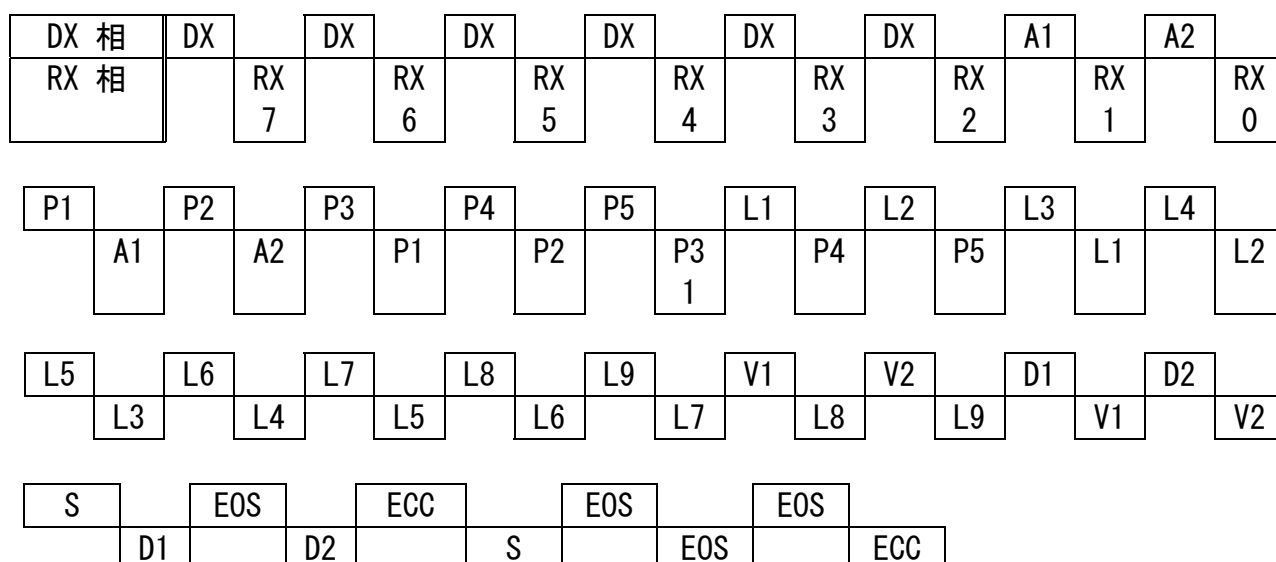 DX 相 DX DX DX DX DX DX A1 A2
RX 相 RX RX RX RX RX RX RX RX
7 6 5 4 3 2 1 0
P1 P2 P3 P4 P5 L1 L2 L3 L4
A1 A2 P1 P2 P3 P4 P5 L1 L2
1
L5 L6 L7 L8 L9 V1 V2 D1 D2
L3 L4 L5 L6 L7 L8 L9 V1 V2
S EOS ECC EOS EOS
D1 D2 S EOS ECC